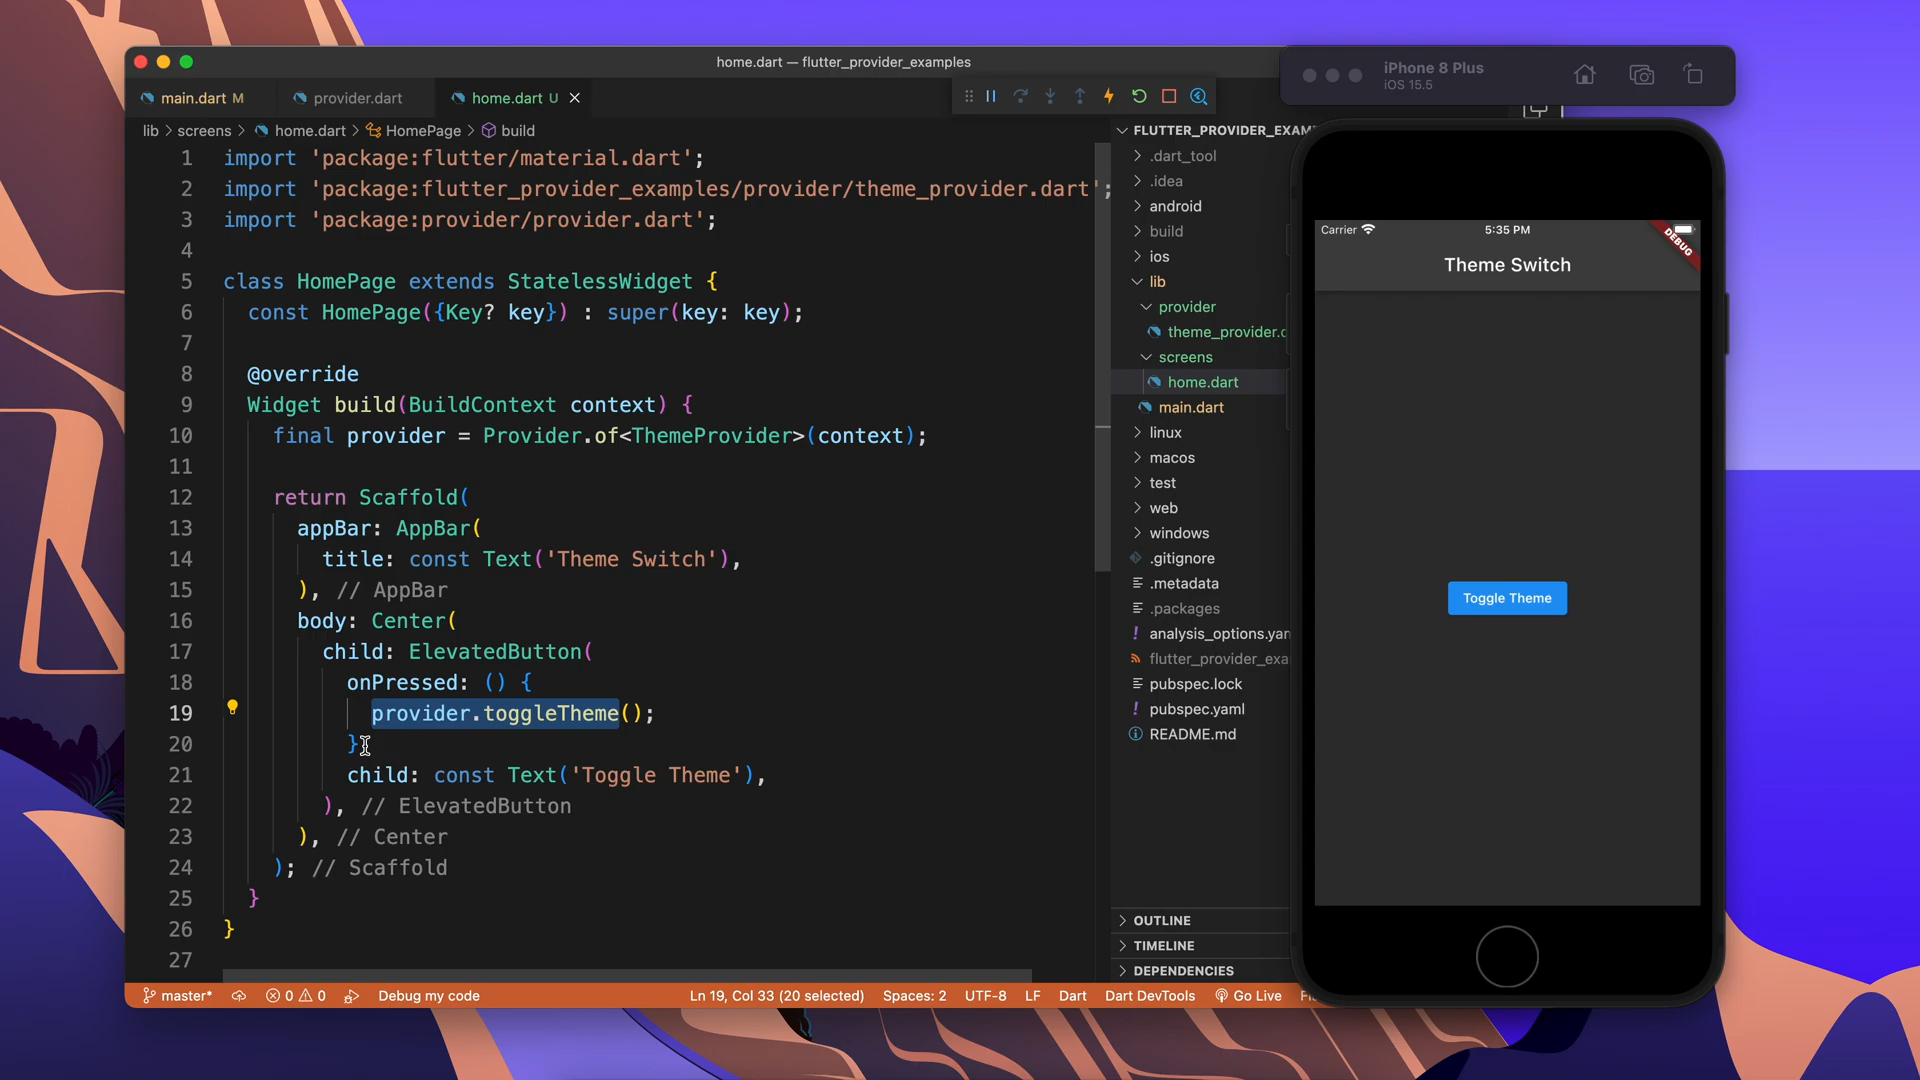 home.dart — flutter_provider_examples
main.dart M
provider.dart
home.dart U
lib > screens > home.dart > HomePage > build
1 import 'package:flutter/material.dart';
2 import 'package:flutter_provider_examples/provider/theme_provider.dart';
3 import 'package:provider/provider.dart';
4
5 class HomePage extends StatelessWidget {
6 const HomePage({Key? key}) : super(key: key);
7
8 @override
9 Widget build(BuildContext context) {
10 final provider = Provider.of<ThemeProvider>(context);
11
12 return Scaffold(
13 appBar: AppBar(
14 title: const Text('Theme Switch'),
15 ), // AppBar
16 body: Center(
17 child: ElevatedButton(
18 onPressed: () {
19 provider.toggleTheme();
20 }
21 child: const Text('Toggle Theme'),
22 ), // ElevatedButton
23 ), // Center
24 ); // Scaffold
25 }
26 }
27
FLUTTER_PROVIDER_EXAM
.dart_tool
.idea
android
build
ios
lib
provider
theme_provider.d
screens
home.dart
main.dart
linux
macos
test
web
windows
.gitignore
.metadata
.packages
analysis_options.yam
flutter_provider_exa
pubspec.lock
pubspec.yaml
README.md
OUTLINE
TIMELINE
DEPENDENCIES
master* 0 0 Debug my code Ln 19, Col 33 (20 selected) Spaces: 2 UTF-8 LF Dart Dart DevTools Go Live
iPhone 8 Plus
iOS 15.5
Carrier 5:35 PM
DEBUG
Theme Switch
Toggle Theme